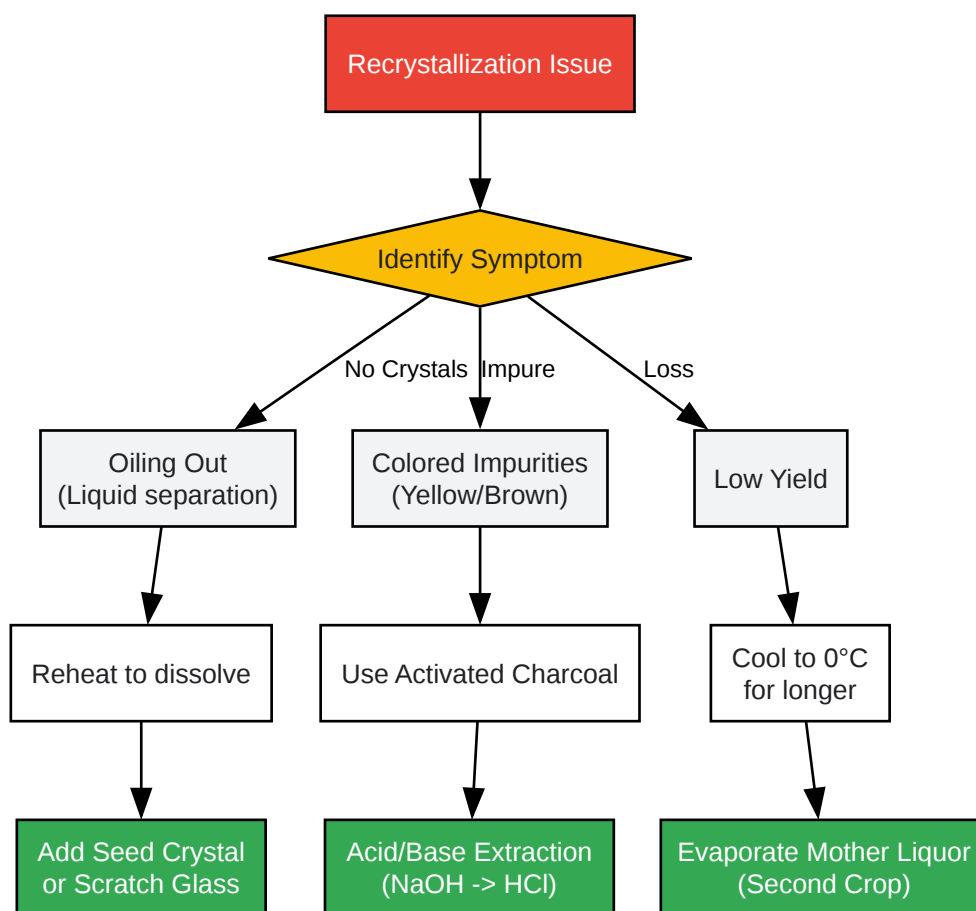 Recrystallization Issue
Identify Symptom
No Crystals
Impure
Loss
Oiling Out
(Liquid separation)
Colored Impurities
(Yellow/Brown)
Low Yield
Reheat to dissolve
Use Activated Charcoal
Cool to 0°C
for longer
Add Seed Crystal
or Scratch Glass
Acid/Base Extraction
(NaOH -> HCl)
Evaporate Mother Liquor
(Second Crop)